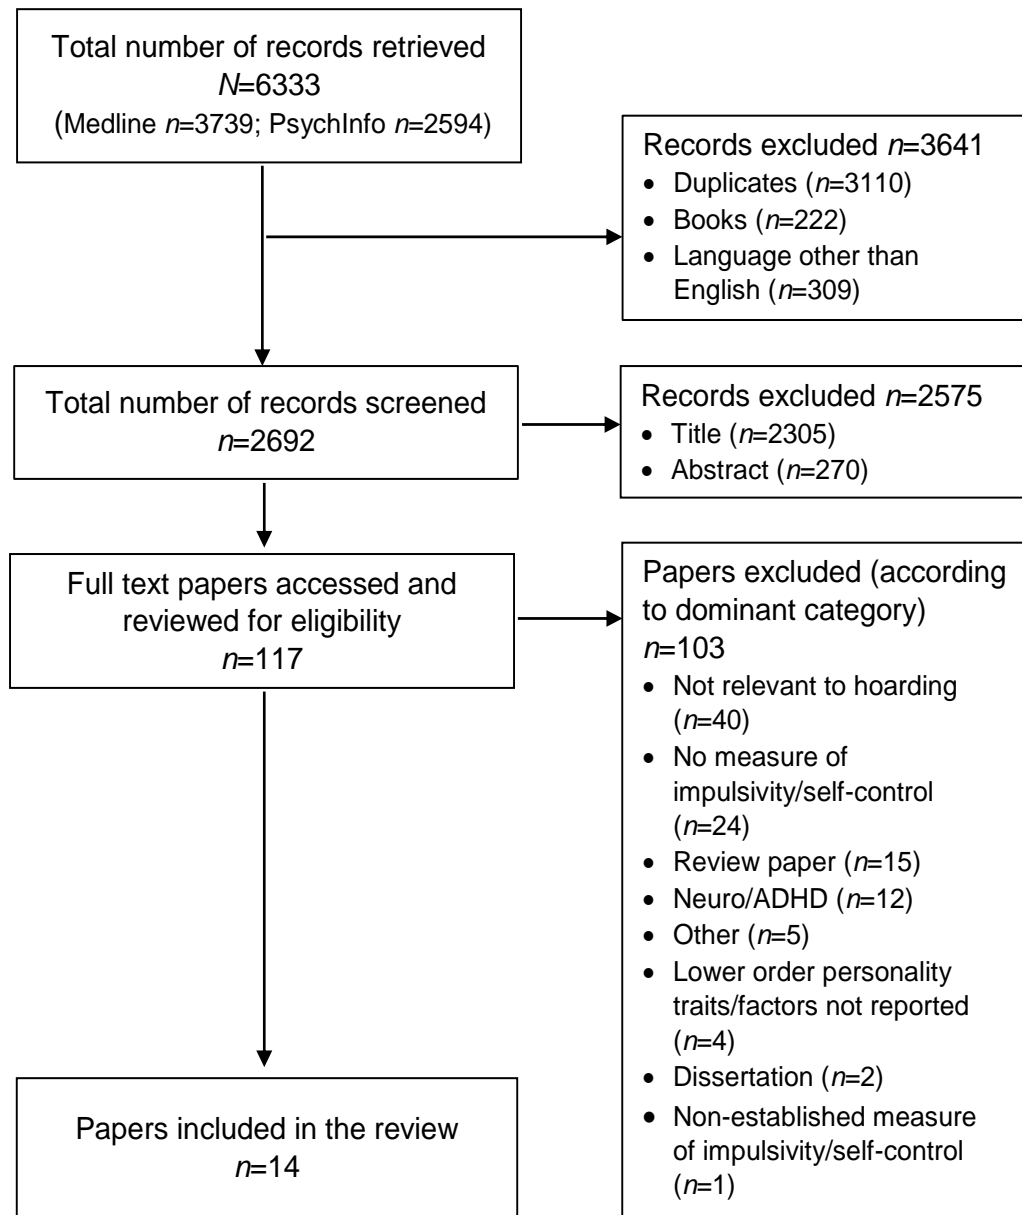 Total number of records retrieved
N=6333
(Medline n=3739; PsychInfo n=2594)
Records excluded n=3641
• Duplicates (n=3110)
• Books (n=222)
• Language other than
English (n=309)
Total number of records screened
n=2692
Records excluded n=2575
• Title (n=2305)
• Abstract (n=270)
Full text papers accessed and
reviewed for eligibility
n=117
Papers excluded (according
to dominant category)
n=103
• Not relevant to hoarding
(n=40)
• No measure of
impulsivity/self-control
(n=24)
• Review paper (n=15)
• Neuro/ADHD (n=12)
• Other (n=5)
• Lower order personality
traits/factors not reported
(n=4)
• Dissertation (n=2)
• Non-established measure
of impulsivity/self-control
(n=1)
Papers included in the review
n=14